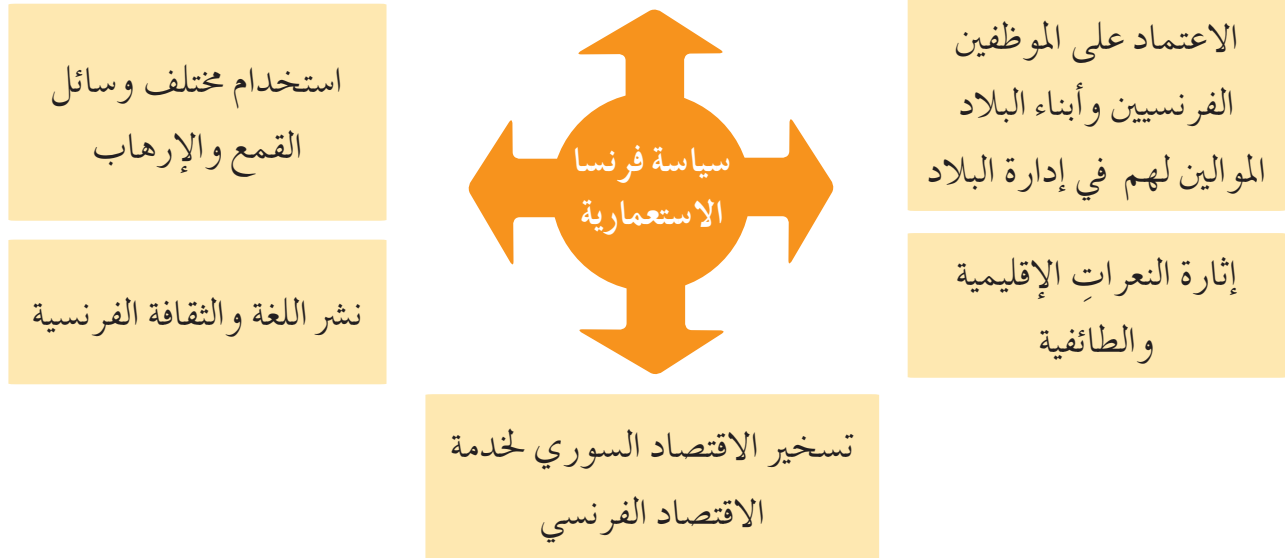 سياسة فرنسا
الاستعمارية
الاعتماد على الموظفين
الفرنسيين وأبناء البلاد
الموالين لهم في إدارة البلاد
إثارة النعراتِ الإقليمية
والطائفية
استخدام مختلف وسائل
القمع والإرهاب
نشر اللغة والثقافة الفرنسية
تسخير الاقتصاد السوري لخدمة
الاقتصاد الفرنسي